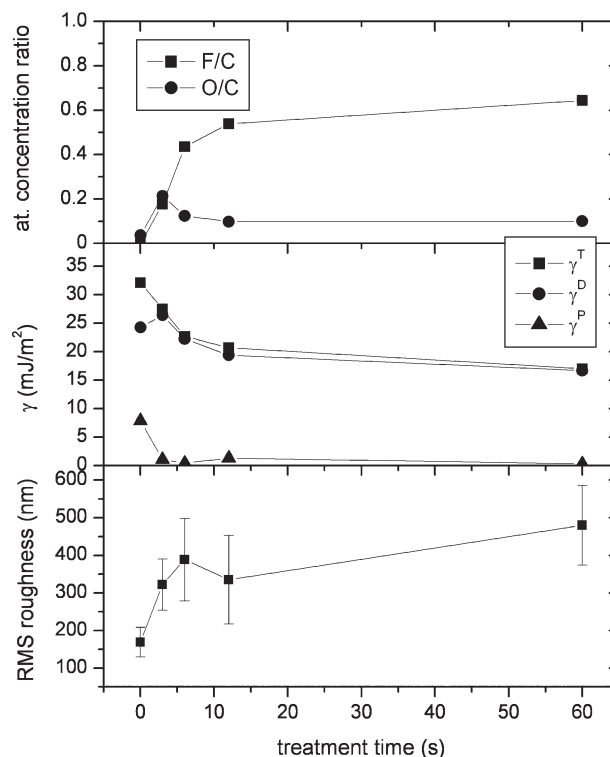 1.0
0.8
0.6
0.4
0.2
0
at. concentration ratio
F/C
O/C
35
30
25
20
15
10
5
0
γ (mJ/m²)
γᵀ
γᴰ
γᴾ
600
500
400
300
200
100
RMS roughness (nm)
0 10 20 30 40 50 60
treatment time (s)